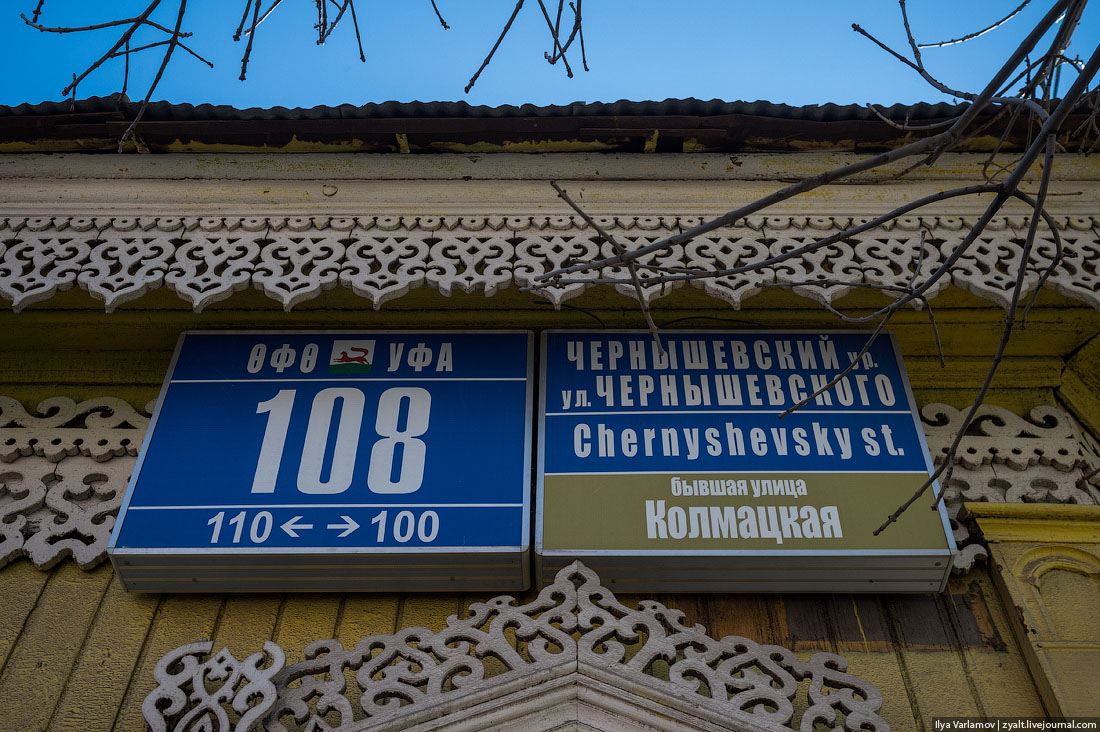 ӨФӨ УФА
108
110 ← → 100
ЧЕРНЫШЕВСКИЙ ур.
ул. ЧЕРНЫШЕВСКОГО
Chernyshevsky st.
бывшая улица
Колмацкая
Ilya Varlamov | zyalt.livejournal.com